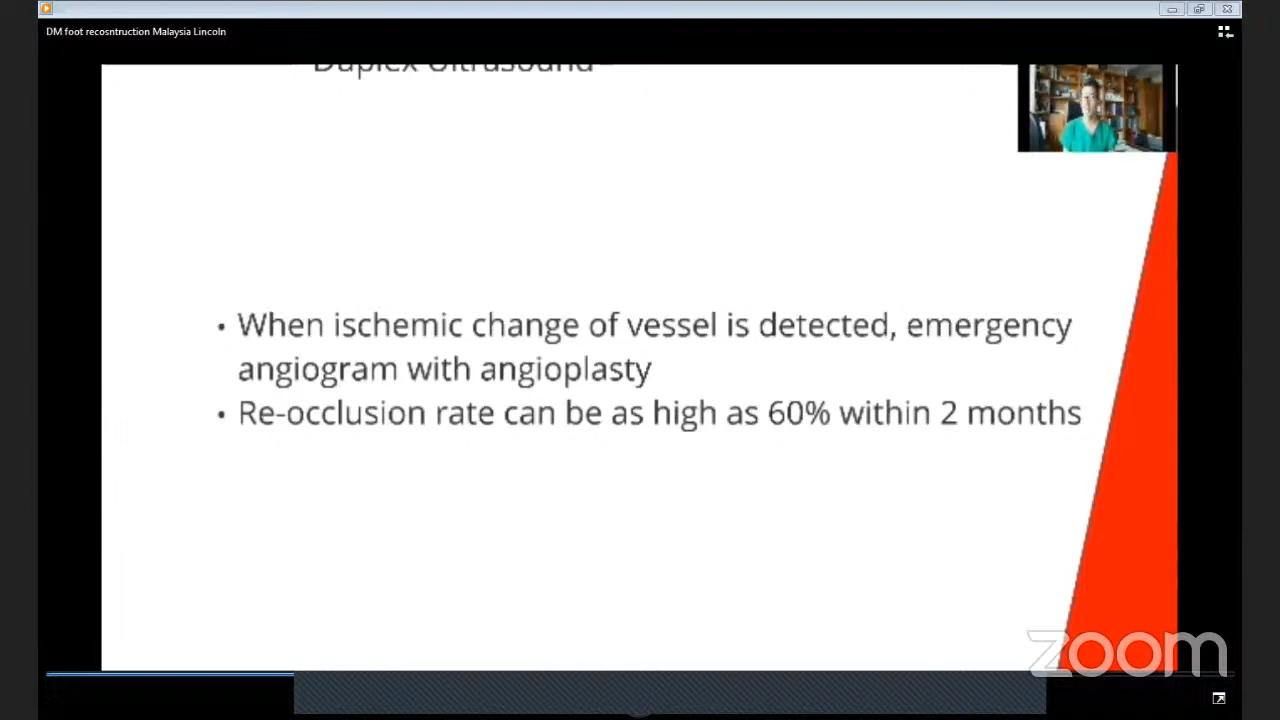 DM foot recosntruction Malaysia Lincoln
Duplex Ultrasound
• When ischemic change of vessel is detected, emergency
angiogram with angioplasty
• Re-occlusion rate can be as high as 60% within 2 months
zoom